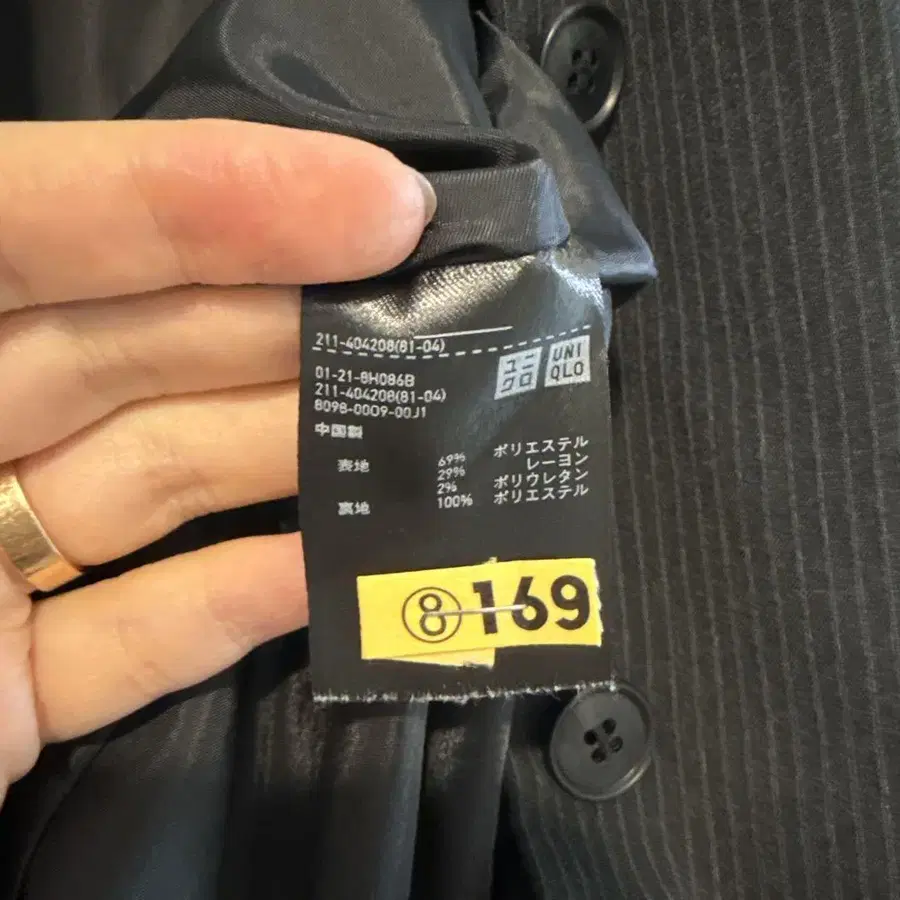 211-404208(81-04)
ユニ
クロ
UNI
QLO
01-21-8H086B
211-404208(81-04)
8098-0009-00J1
中国製
表地 69% ポリエステル
29% レーヨン
2% ポリウレタン
裏地 100% ポリエステル
⑧169